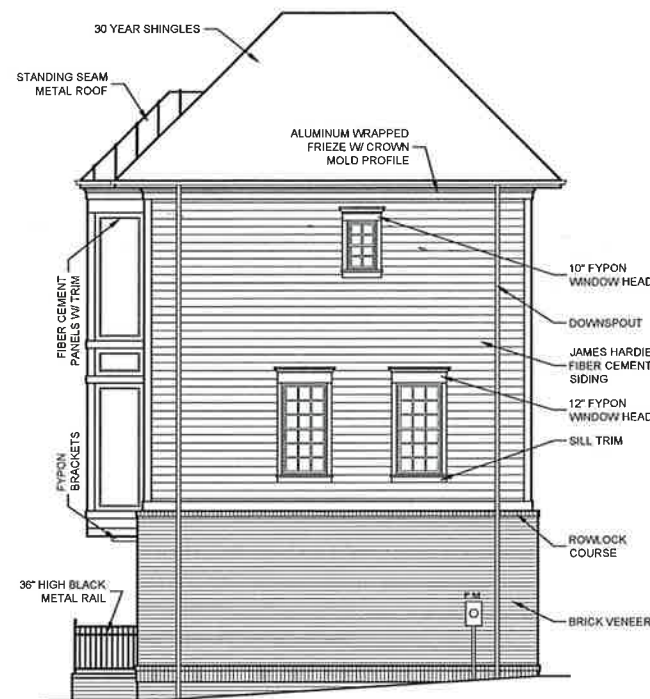 30 YEAR SHINGLES
STANDING SEAM
METAL ROOF
ALUMINUM WRAPPED
FRIEZE W/ CROWN
MOLD PROFILE
10" FYPON
WINDOW HEAD
DOWNSPOUT
FIBER CEMENT
PANELS W/ TRIM
JAMES HARDIE
FIBER CEMENT
SIDING
12" FYPON
WINDOW HEAD
SILL TRIM
FYPON
BRACKETS
ROWLOCK
COURSE
36" HIGH BLACK
METAL RAIL
BRICK VENEER